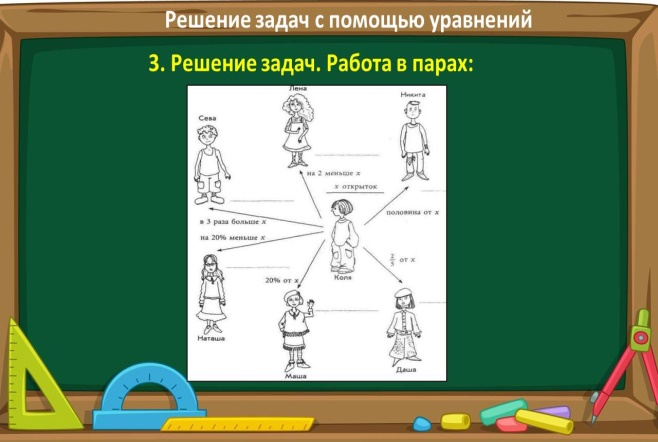 Решение задач с помощью уравнений
3. Решение задач. Работа в парах:
Лена
Никита
Сева
на 2 меньше x
x открыток
половина от x
в 3 раза больше x
на 20% меньше x
от x
20% от x
Коля
Наташа
Маша
Даша